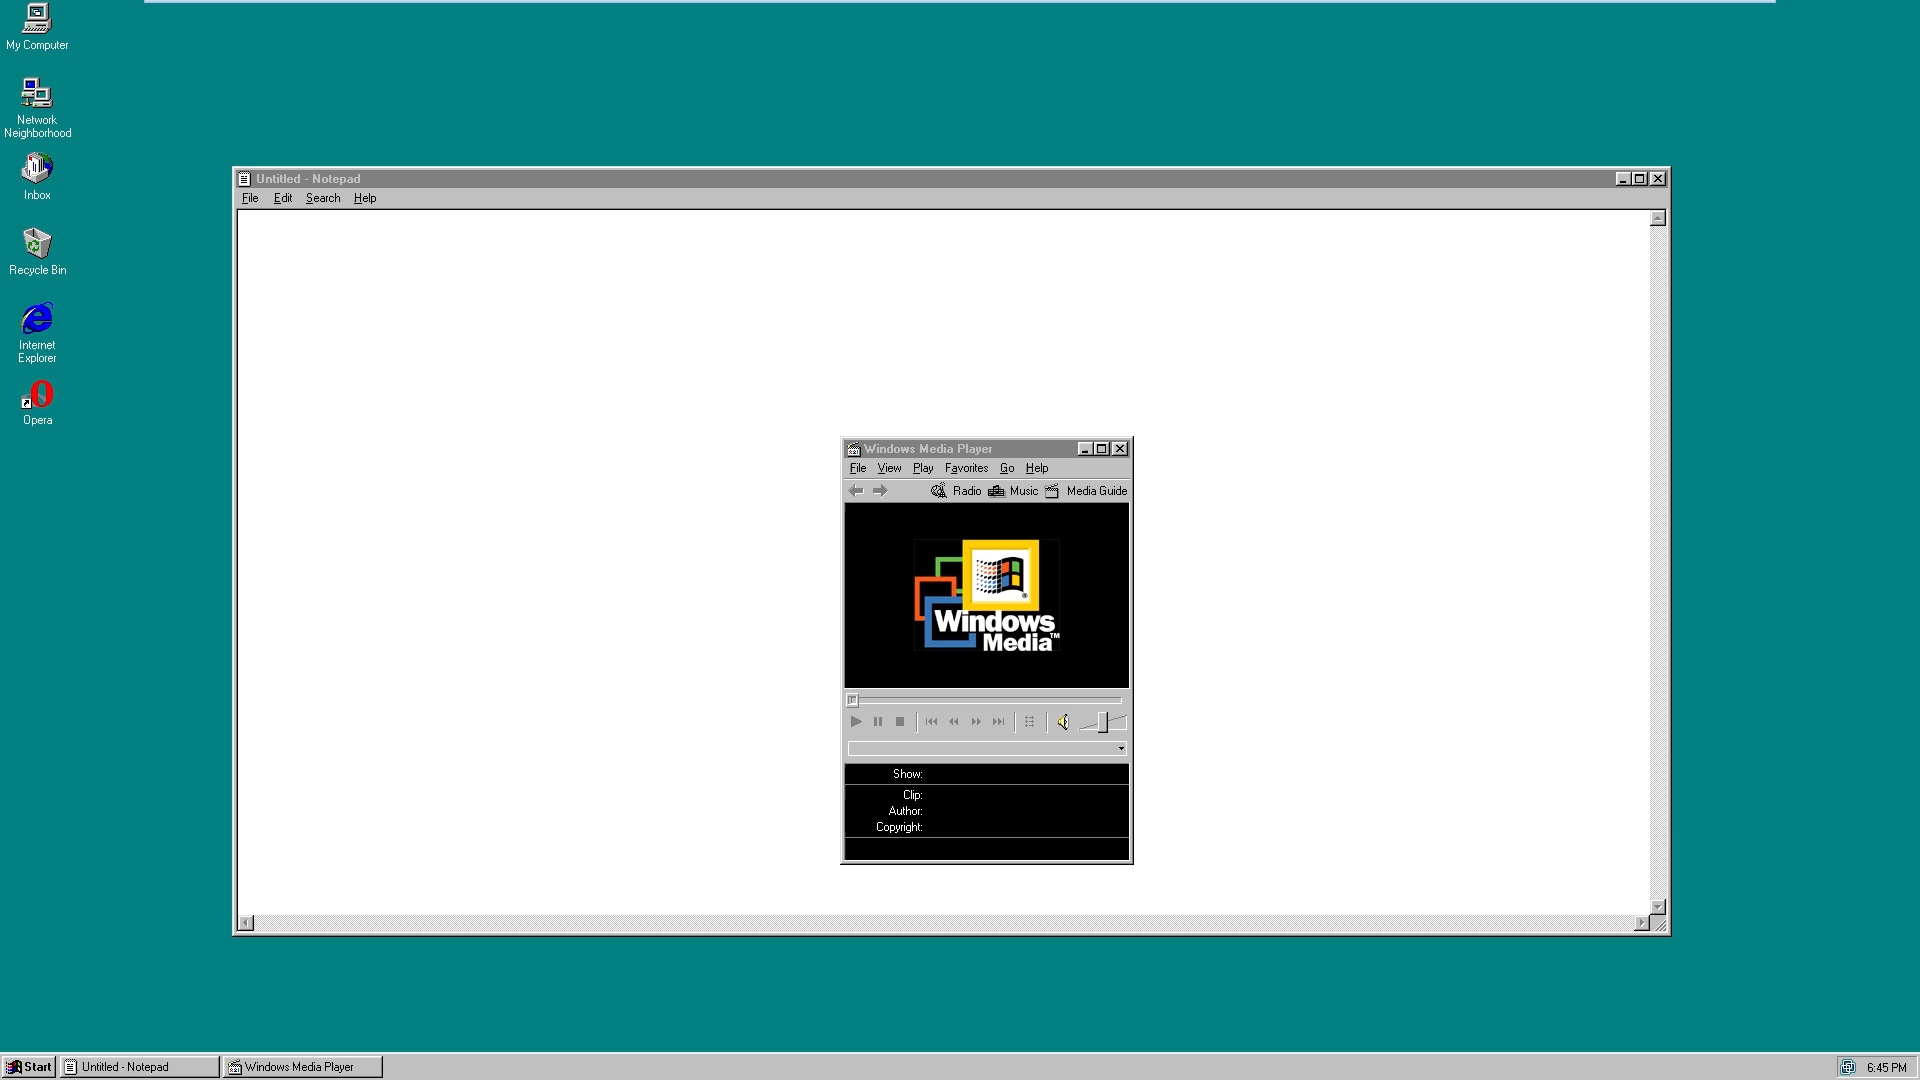 My Computer
Network
Neighborhood
Inbox
Recycle Bin
Internet
Explorer
Opera
Untitled - Notepad
File Edit Search Help
Windows Media Player
File View Play Favorites Go Help
Radio Music Media Guide
Windows
Media™
Show:
Clip:
Author:
Copyright:
Start Untitled - Notepad Windows Media Player 6:45 PM